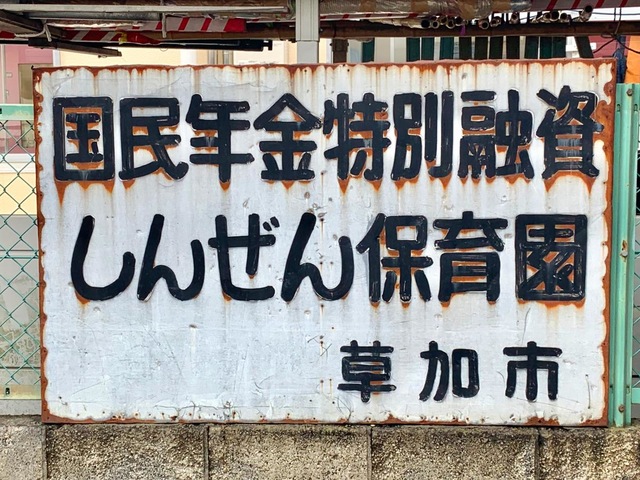 国民年金特別融資
しんぜん保育園
草加市